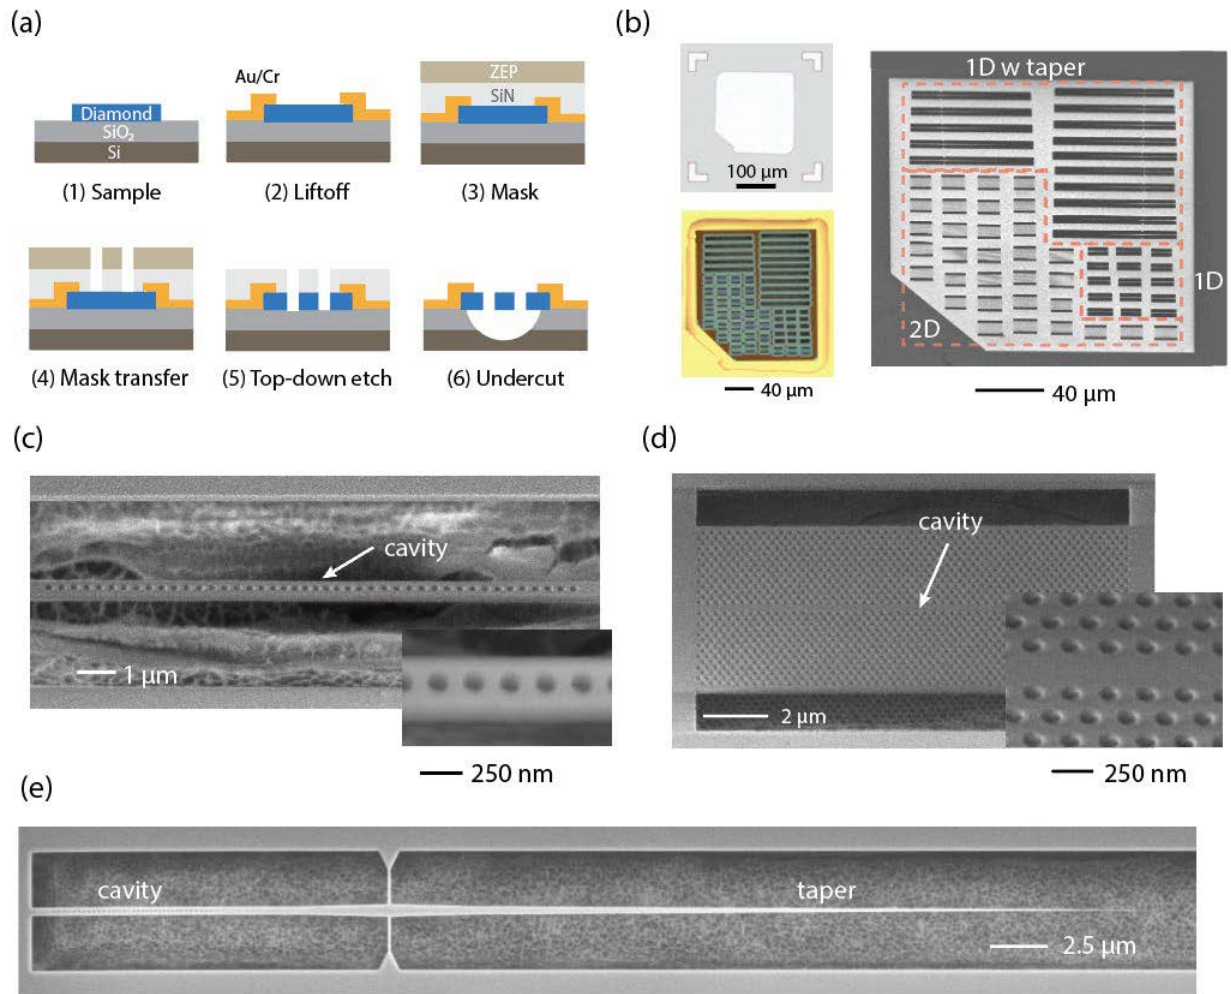 (a)
Au/Cr
Diamond
SiO₂
Si
ZEP
SiN
(1) Sample
(2) Liftoff
(3) Mask
(4) Mask transfer
(5) Top-down etch
(6) Undercut
(b)
100 μm
40 μm
1D w taper
1D
2D
40 μm
(c)
cavity
1 μm
250 nm
(d)
cavity
2 μm
250 nm
(e)
cavity
taper
2.5 μm